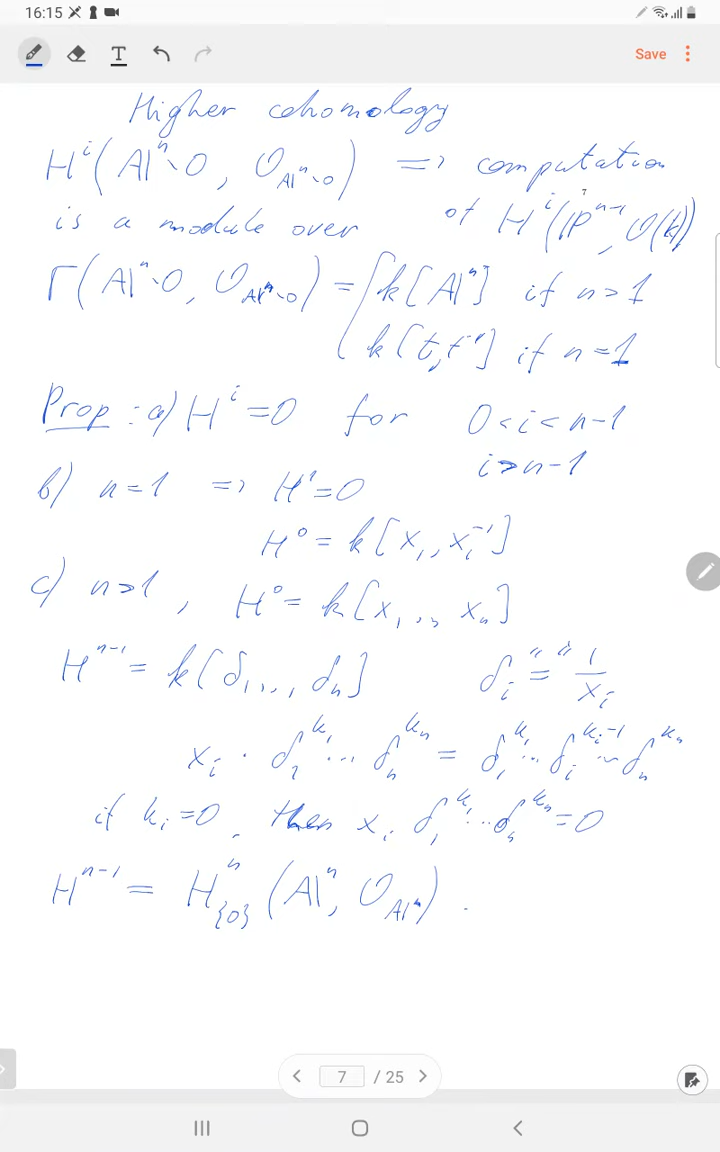 16:15
Save
Higher cohomology
H^i(A^n \ 0, O_{A^n \ 0}) => computation
is a module over of H^i(P^{n-1}, O(k))
Γ(A^n \ 0, O_{A^n \ 0}) = { k[A^n] if n > 1
k[t, t^{-1}] if n = 1
Prop: a) H^i = 0 for 0 < i < n-1
i > n-1
b) n = 1 => H^1 = 0
H^0 = k[x_1, x_1^{-1}]
c) n > 1, H^0 = k[x_1, .., x_n]
H^{n-1} = k[δ_1, .., δ_n] δ_i "=" 1/x_i
x_i · δ_1^{k_1} ... δ_n^{k_n} = δ_1^{k_1} ... δ_i^{k_i-1} ... δ_n^{k_n}
if k_i = 0, then x_i δ_1^{k_1} ... δ_n^{k_n} = 0
H^{n-1} = H^n_{{0}}(A^n, O_{A^n}).
7 / 25